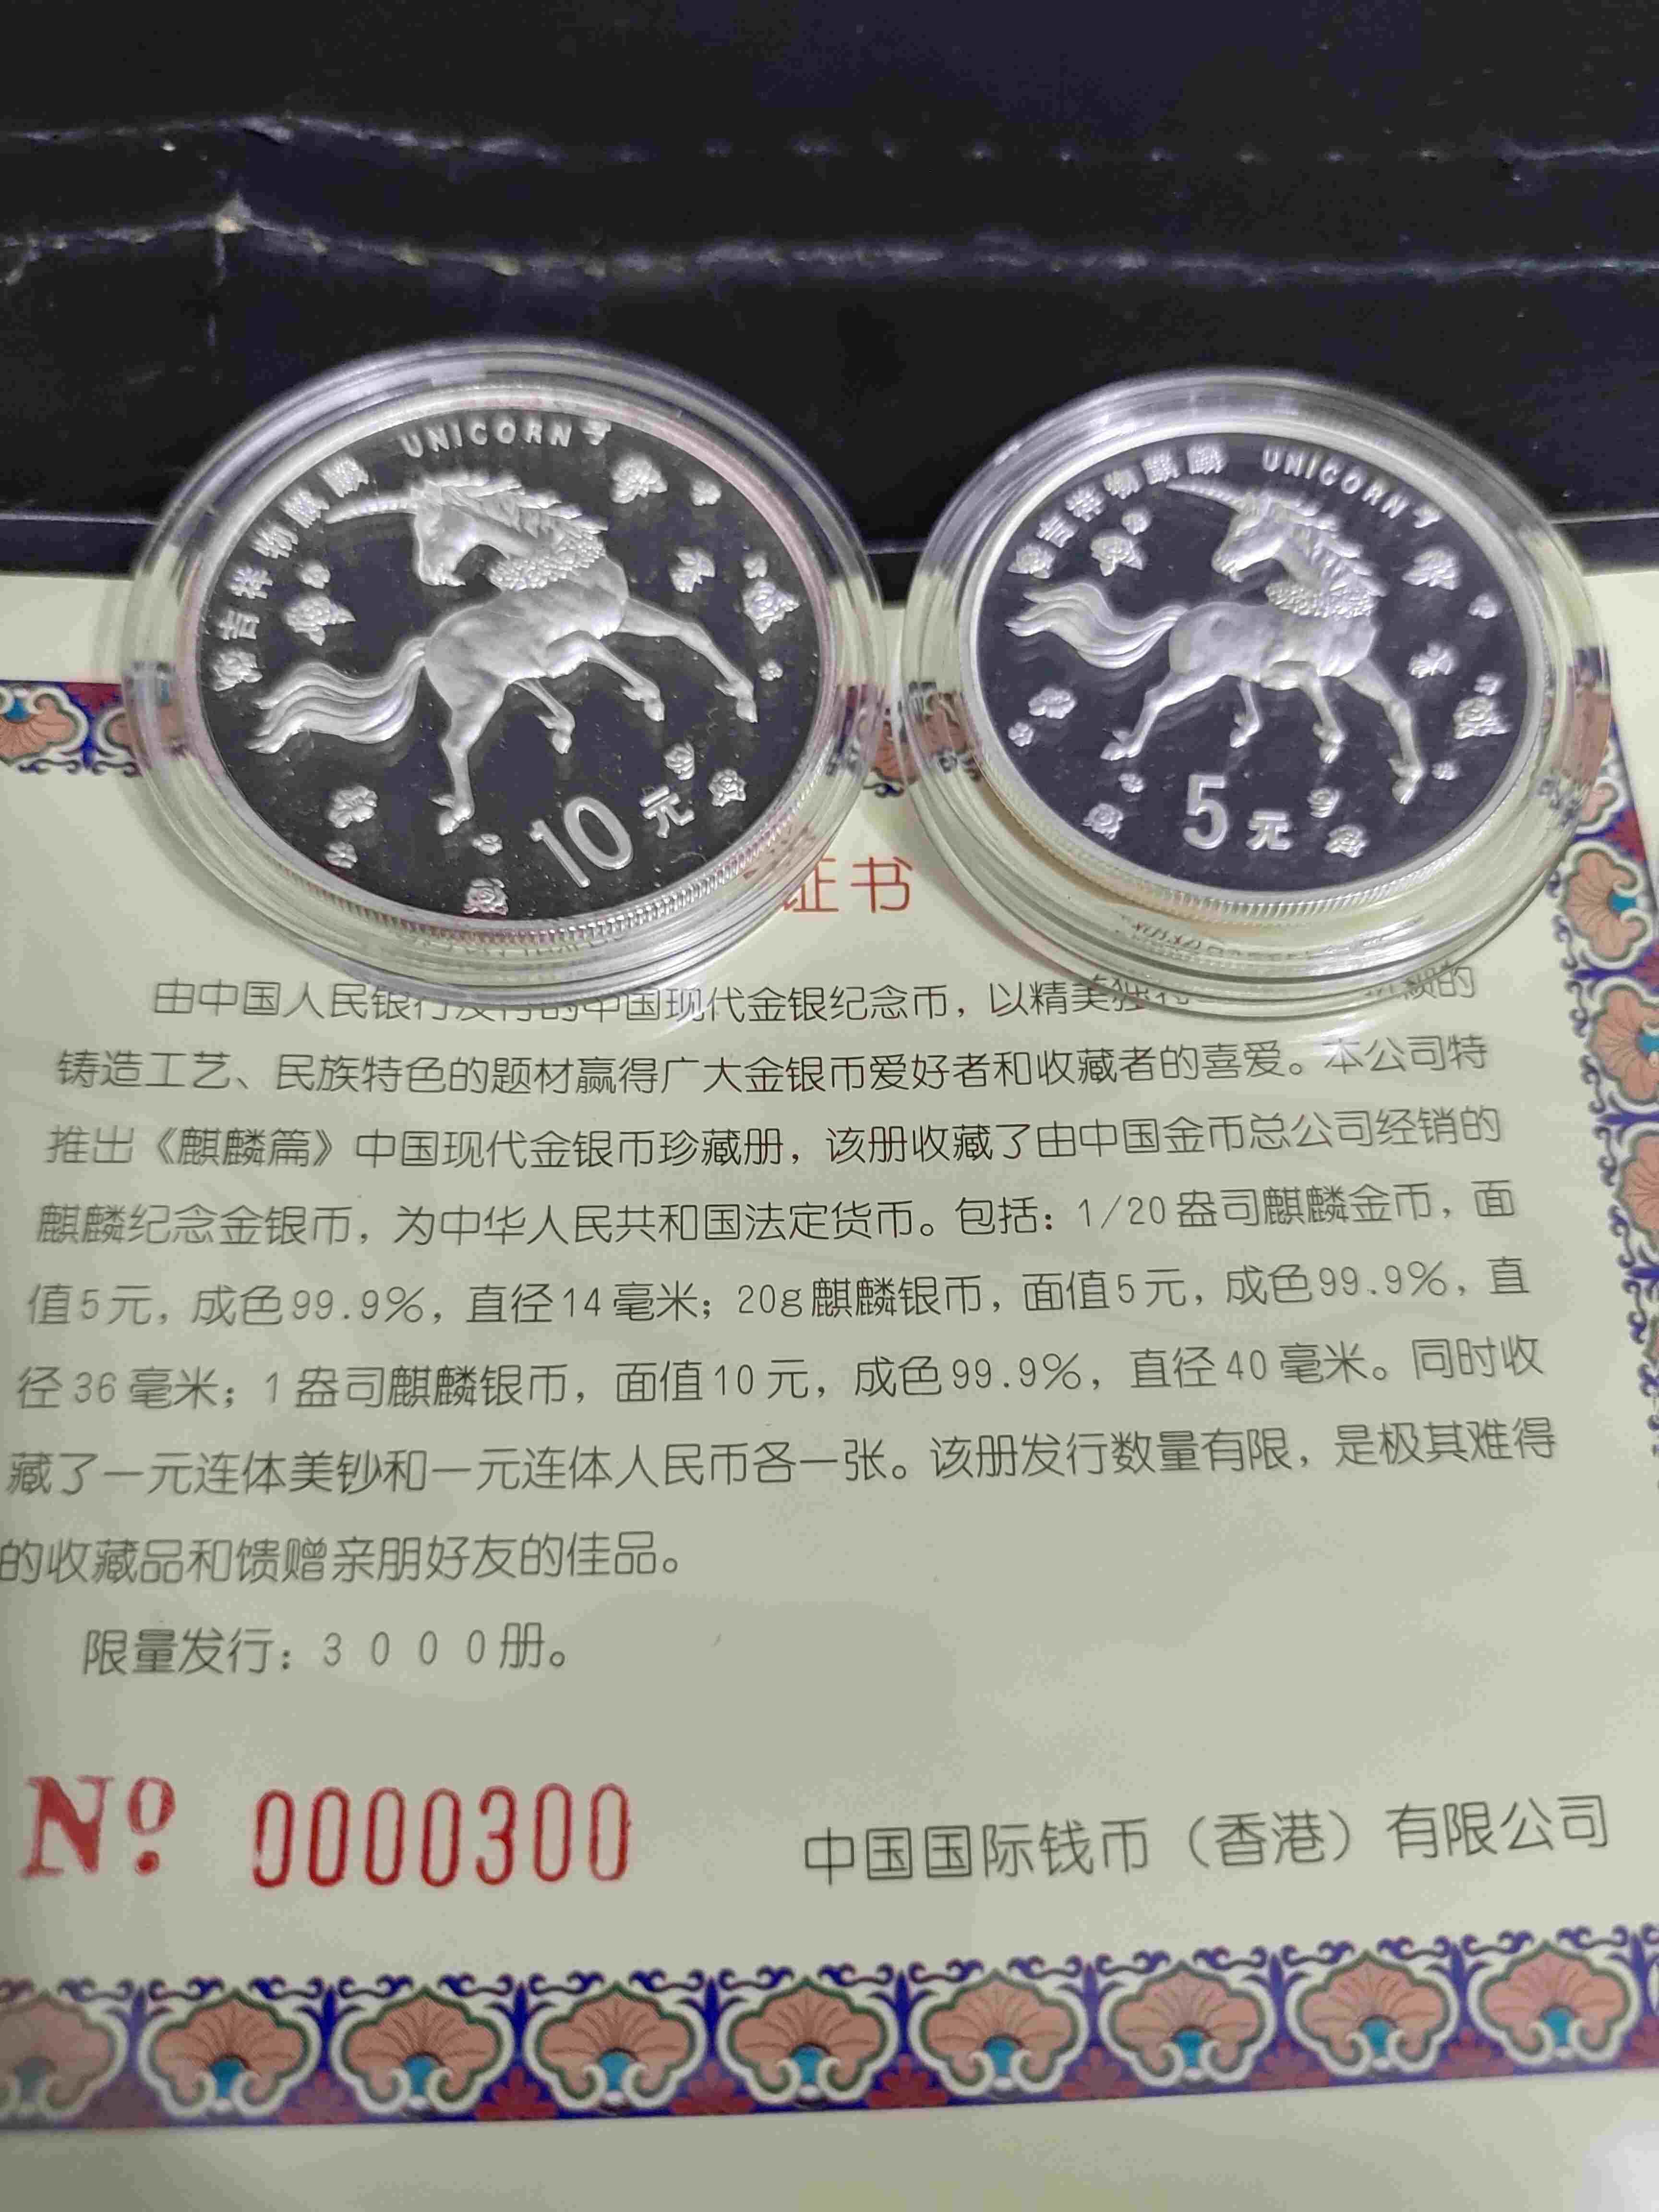 吉祥物麒麟 UNICORN
10元
吉祥物麒麟 UNICORN
5元
证书
由中国人民银行发行的中国现代金银纪念币，以精美独 的
铸造工艺、民族特色的题材赢得广大金银币爱好者和收藏者的喜爱。本公司特
推出《麒麟篇》中国现代金银币珍藏册，该册收藏了由中国金币总公司经销的
麒麟纪念金银币，为中华人民共和国法定货币。包括：1/20盎司麒麟金币，面
值5元，成色99.9%，直径14毫米；20g麒麟银币，面值5元，成色99.9%，直
径36毫米；1盎司麒麟银币，面值10元，成色99.9%，直径40毫米。同时收
藏了一元连体美钞和一元连体人民币各一张。该册发行数量有限，是极其难得
的收藏品和馈赠亲朋好友的佳品。
限量发行：3000册。
Nº 0000300
中国国际钱币（香港）有限公司